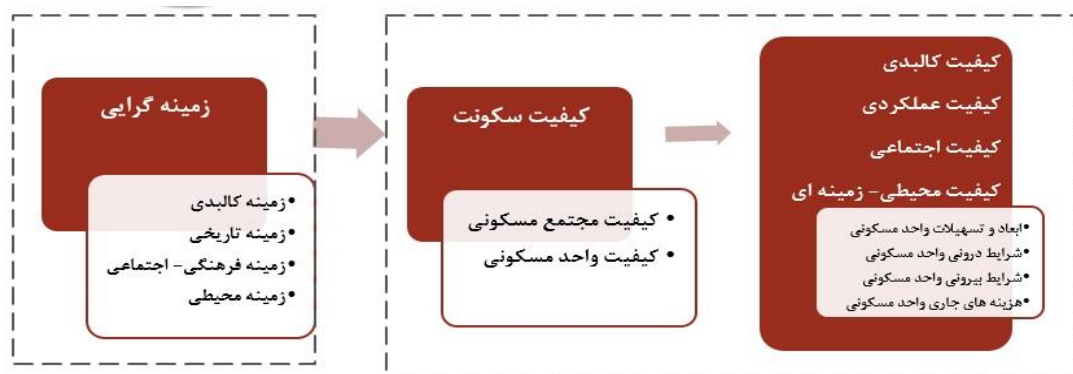 زمینه گرایی
•زمینه کالبدی
•زمینه تاریخی
•زمینه فرهنگی- اجتماعی
•زمینه محیطی
کیفیت سکونت
• کیفیت مجتمع مسکونی
• کیفیت واحد مسکونی
کیفیت کالبدی
کیفیت عملکردی
کیفیت اجتماعی
کیفیت محیطی- زمینه ای
•ابعاد و تسهیلات واحد مسکونی
•شرایط درونی واحد مسکونی
•شرایط بیرونی واحد مسکونی
•هزینه های جاری واحد مسکونی